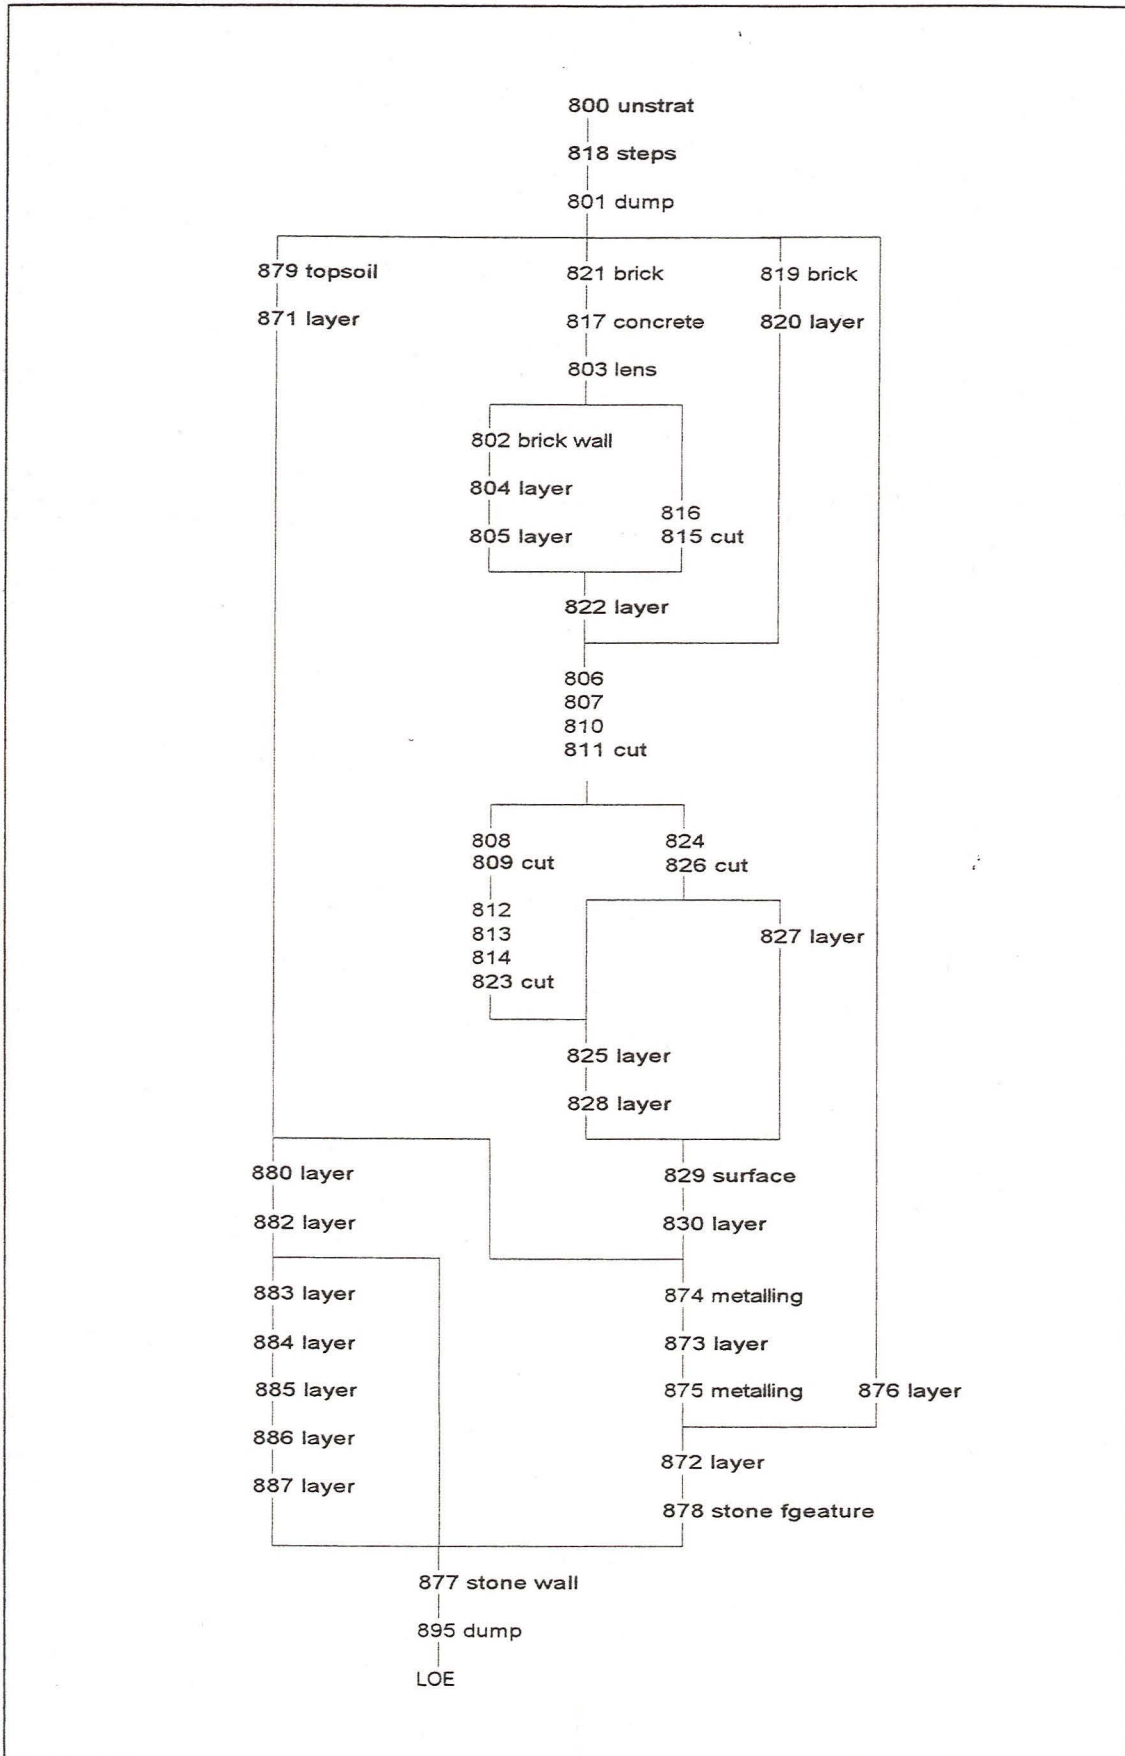 800 unstrat
818 steps
801 dump
879 topsoil
821 brick
819 brick
871 layer
817 concrete
820 layer
803 lens
802 brick wall
804 layer
816
805 layer
815 cut
822 layer
806
807
810
811 cut
808
824
809 cut
826 cut
812
813
827 layer
814
823 cut
825 layer
828 layer
880 layer
829 surface
882 layer
830 layer
883 layer
874 metalling
884 layer
873 layer
885 layer
875 metalling
876 layer
886 layer
872 layer
887 layer
878 stone fgeature
877 stone wall
895 dump
LOE